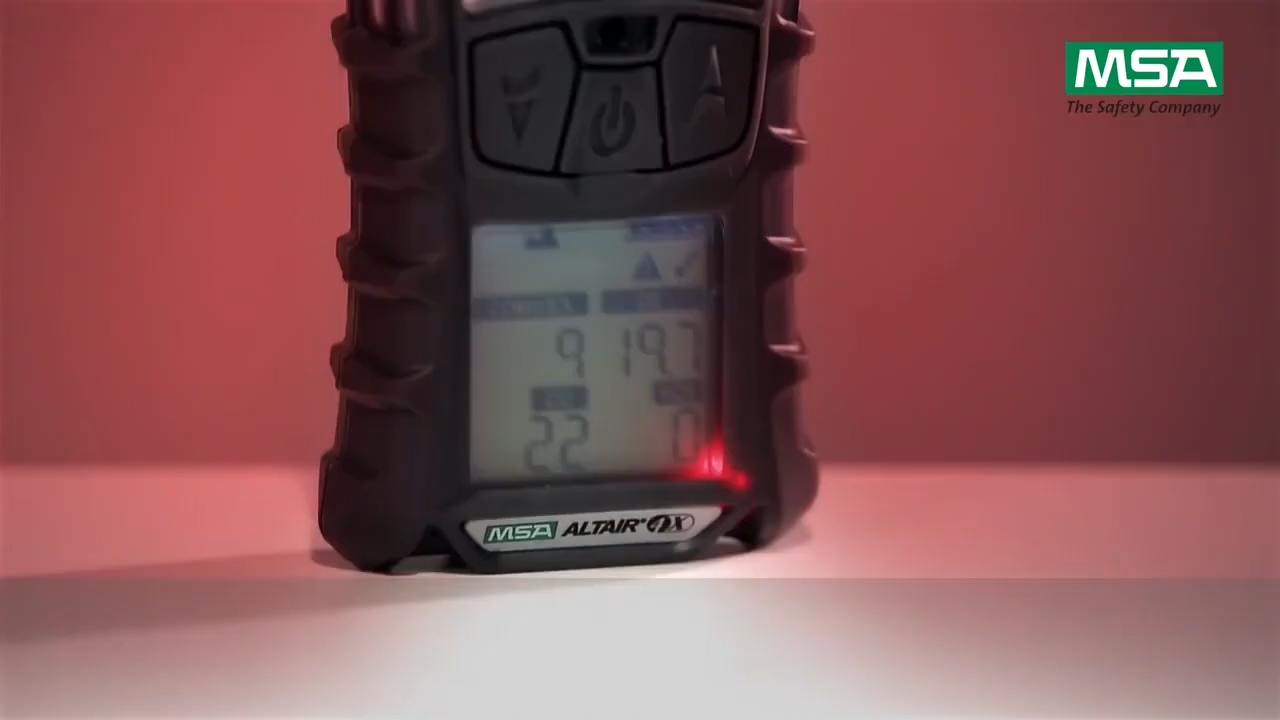 MSA
The Safety Company
9 19.7
22 0
MSA ALTAIR 4X